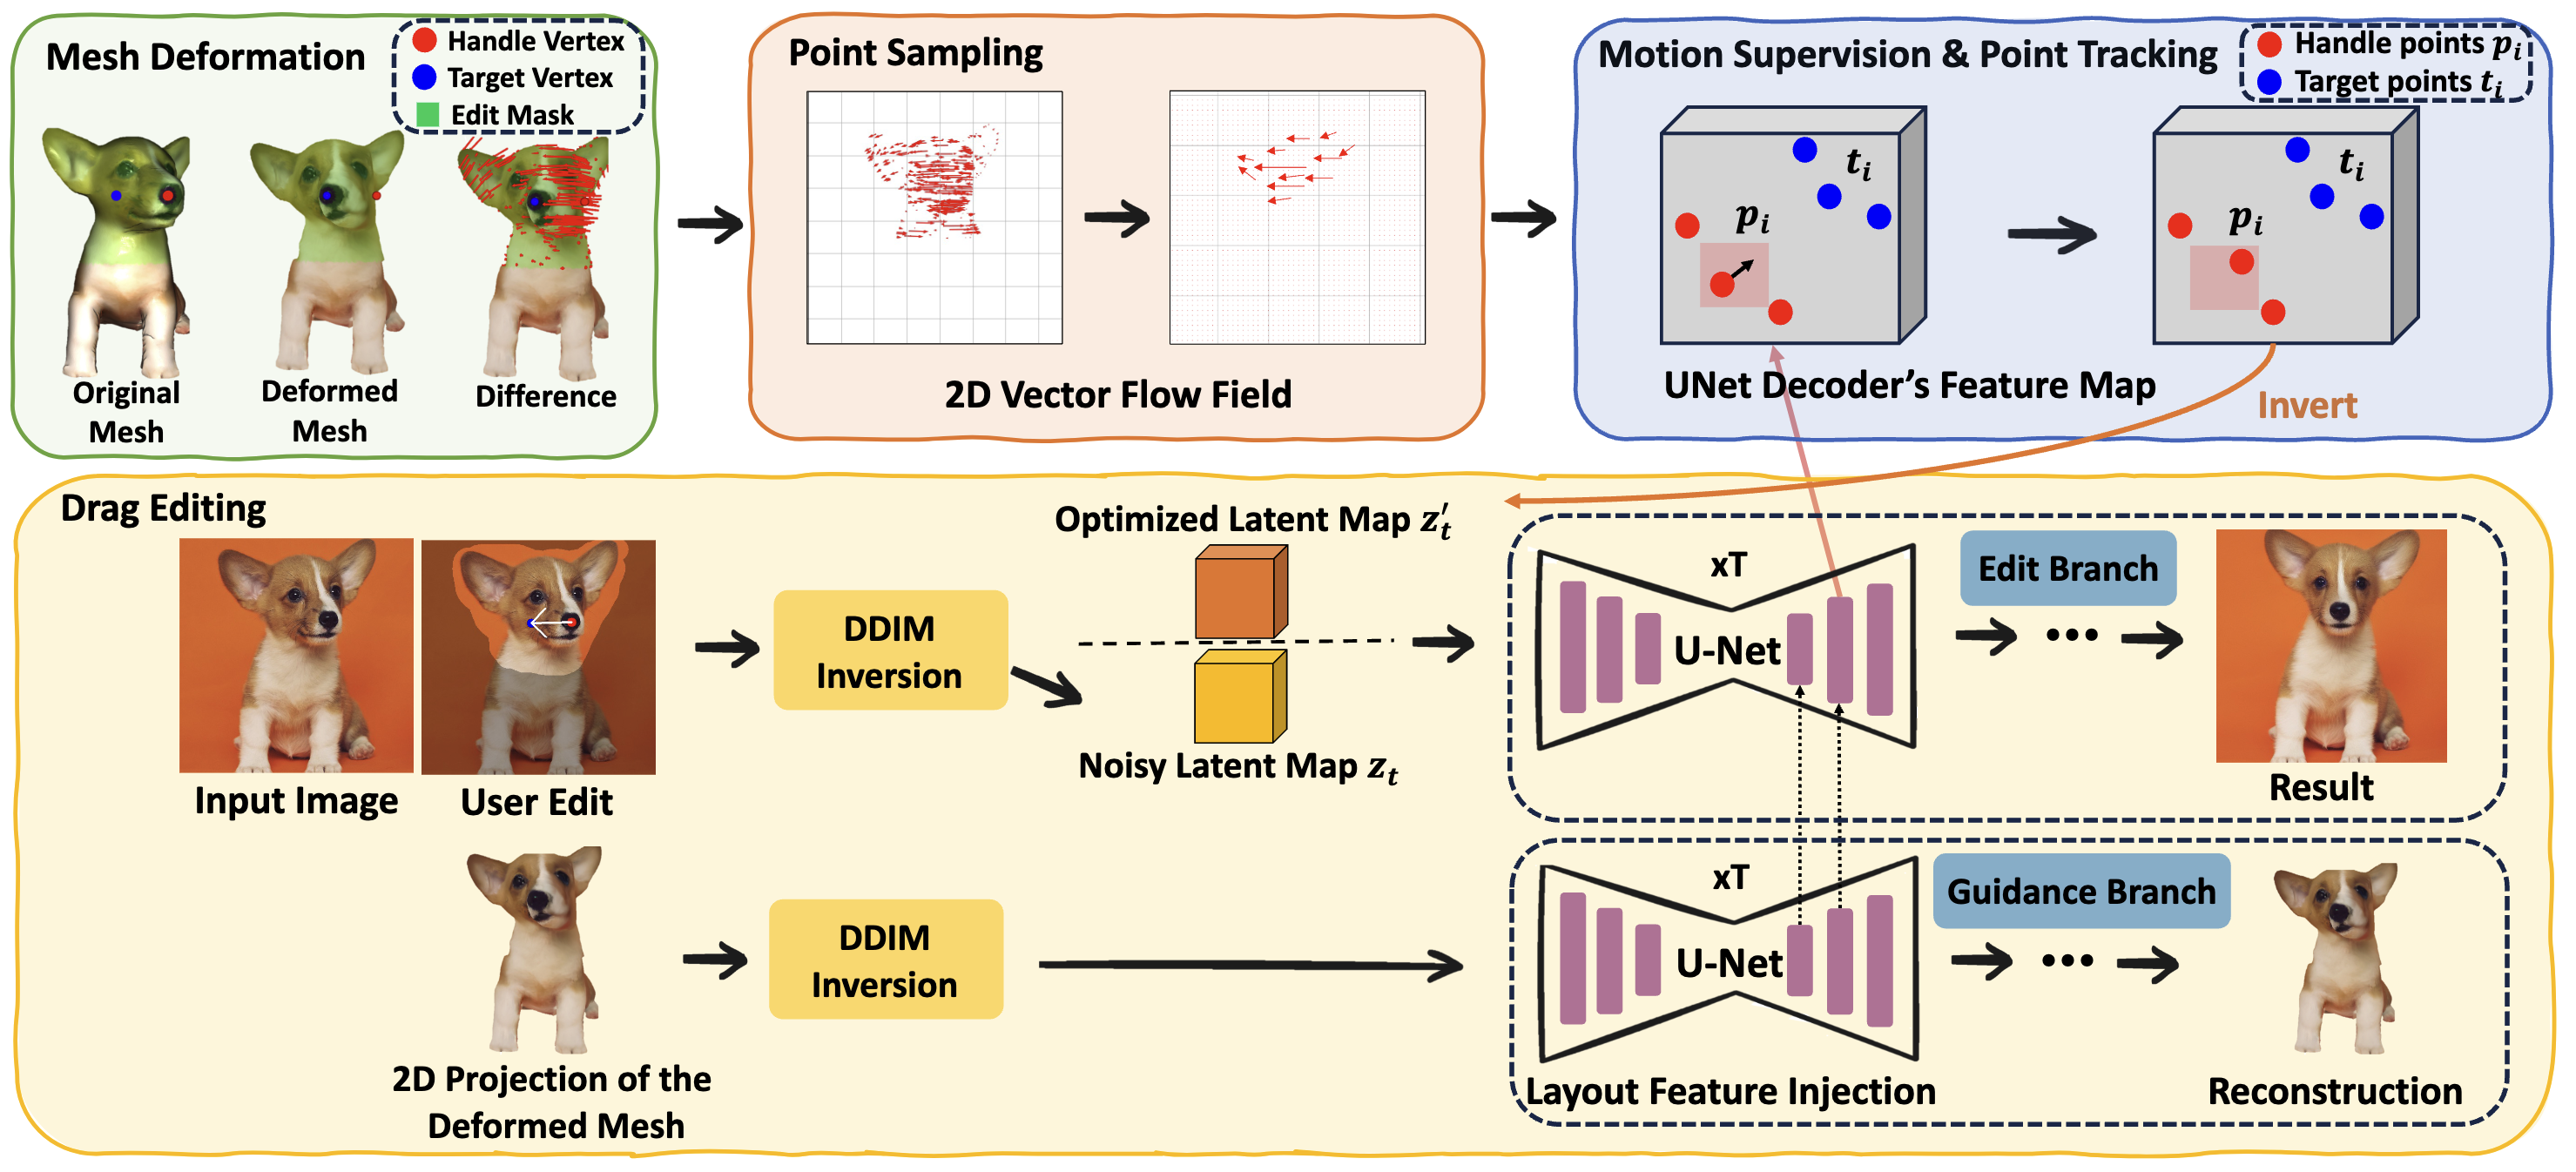 Mesh Deformation
Handle Vertex
Target Vertex
Edit Mask
Original
Mesh
Deformed
Mesh
Difference
Point Sampling
2D Vector Flow Field
Motion Supervision & Point Tracking
Handle points p_i
Target points t_i
t_i
p_i
t_i
p_i
UNet Decoder's Feature Map
Invert
Drag Editing
Input Image
User Edit
DDIM
Inversion
Optimized Latent Map z'_t
Noisy Latent Map z_t
xT
U-Net
Edit Branch
Result
2D Projection of the
Deformed Mesh
DDIM
Inversion
xT
U-Net
Layout Feature Injection
Guidance Branch
Reconstruction